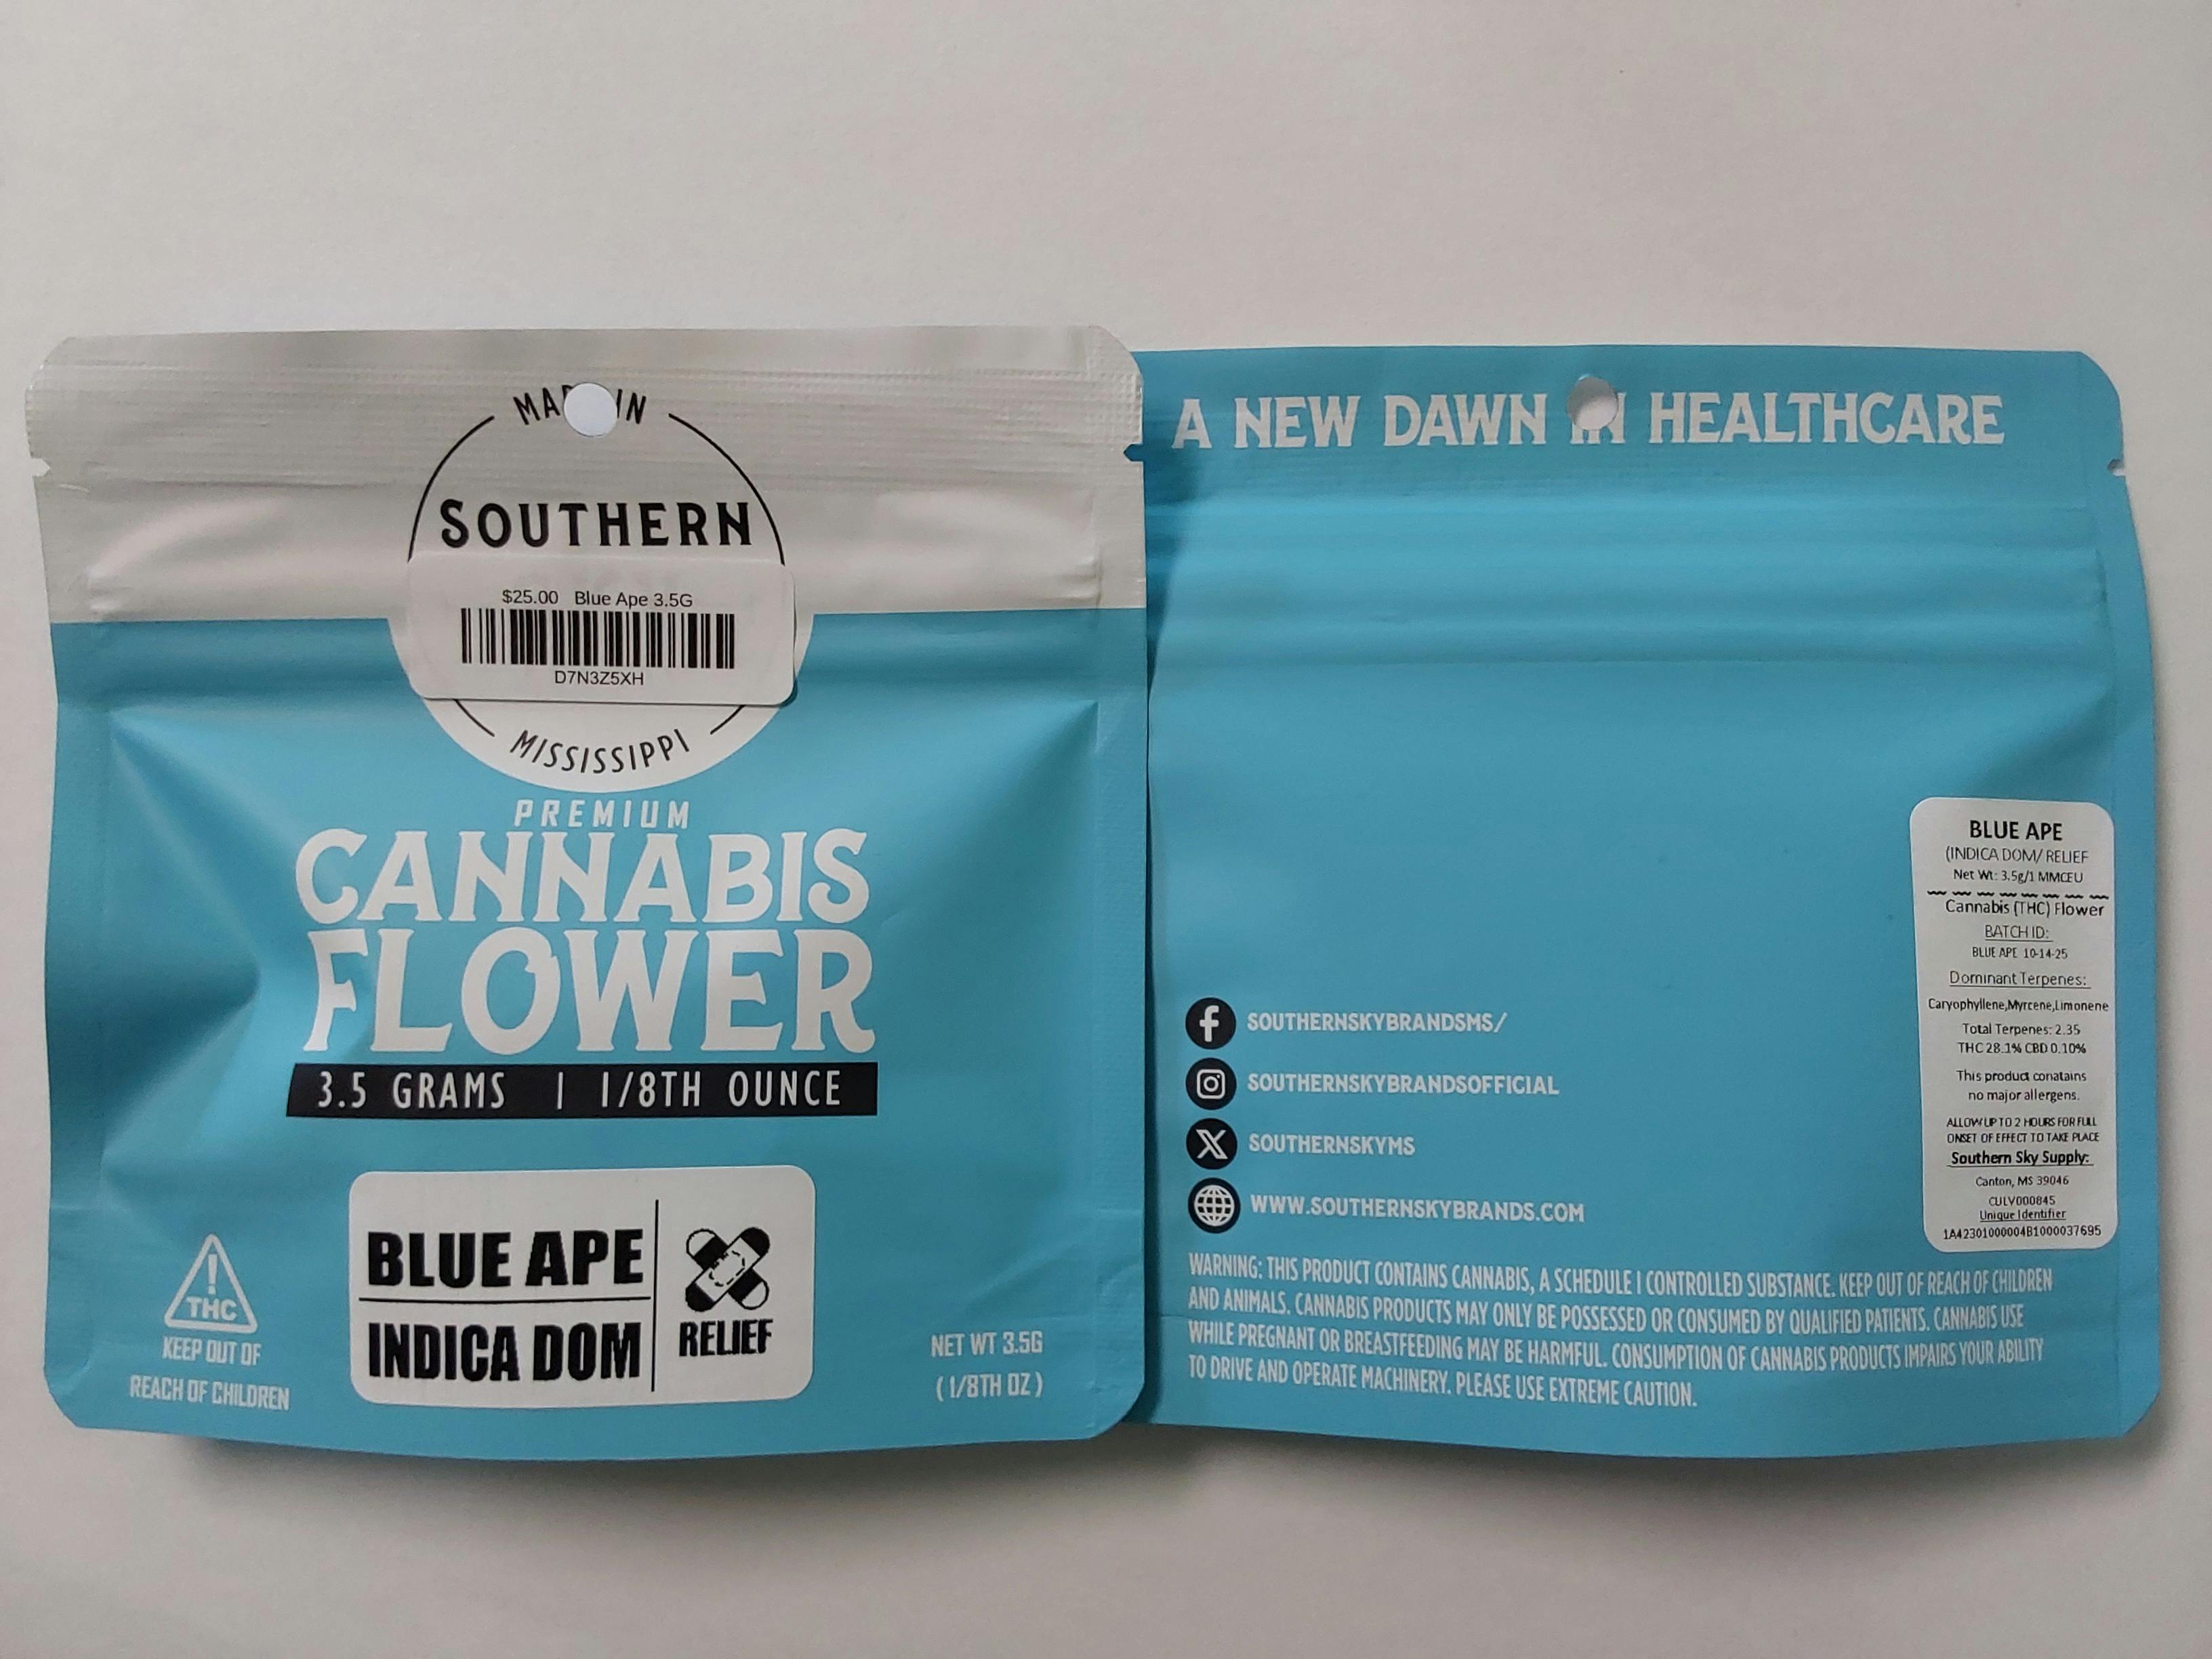 MADE IN
SOUTHERN
$25.00 Blue Ape 3.5G
D7N3Z5XH
MISSISSIPPI
PREMIUM
CANNABIS
FLOWER
3.5 GRAMS | 1/8TH OUNCE
BLUE APE
INDICA DOM
RELIEF
THC
KEEP OUT OF
REACH OF CHILDREN
NET WT 3.5G
(1/8TH OZ)
A NEW DAWN IN HEALTHCARE
SOUTHERNSKYBRANDSMS/
SOUTHERNSKYBRANDSOFFICIAL
SOUTHERNSKYMS
WWW.SOUTHERNSKYBRANDS.COM
WARNING: THIS PRODUCT CONTAINS CANNABIS, A SCHEDULE I CONTROLLED SUBSTANCE. KEEP OUT OF REACH OF CHILDREN
AND ANIMALS. CANNABIS PRODUCTS MAY ONLY BE POSSESSED OR CONSUMED BY QUALIFIED PATIENTS. CANNABIS USE
WHILE PREGNANT OR BREASTFEEDING MAY BE HARMFUL. CONSUMPTION OF CANNABIS PRODUCTS IMPAIRS YOUR ABILITY
TO DRIVE AND OPERATE MACHINERY. PLEASE USE EXTREME CAUTION.
BLUE APE
(INDICA DOM/ RELIEF
Net Wt: 3.5g/1 MMCEU
Cannabis (THC) Flower
BATCH ID:
BLUE APE 10-14-25
Dominant Terpenes:
Caryophyllene,Myrcene,Limonene
Total Terpenes: 2.35
THC 28.1% CBD 0.10%
This product conatains
no major allergens.
ALLOW UP TO 2 HOURS FOR FULL
ONSET OF EFFECT TO TAKE PLACE
Southern Sky Supply:
Canton, MS 39046
CULV000845
Unique Identifier
1A42301000004B1000037695